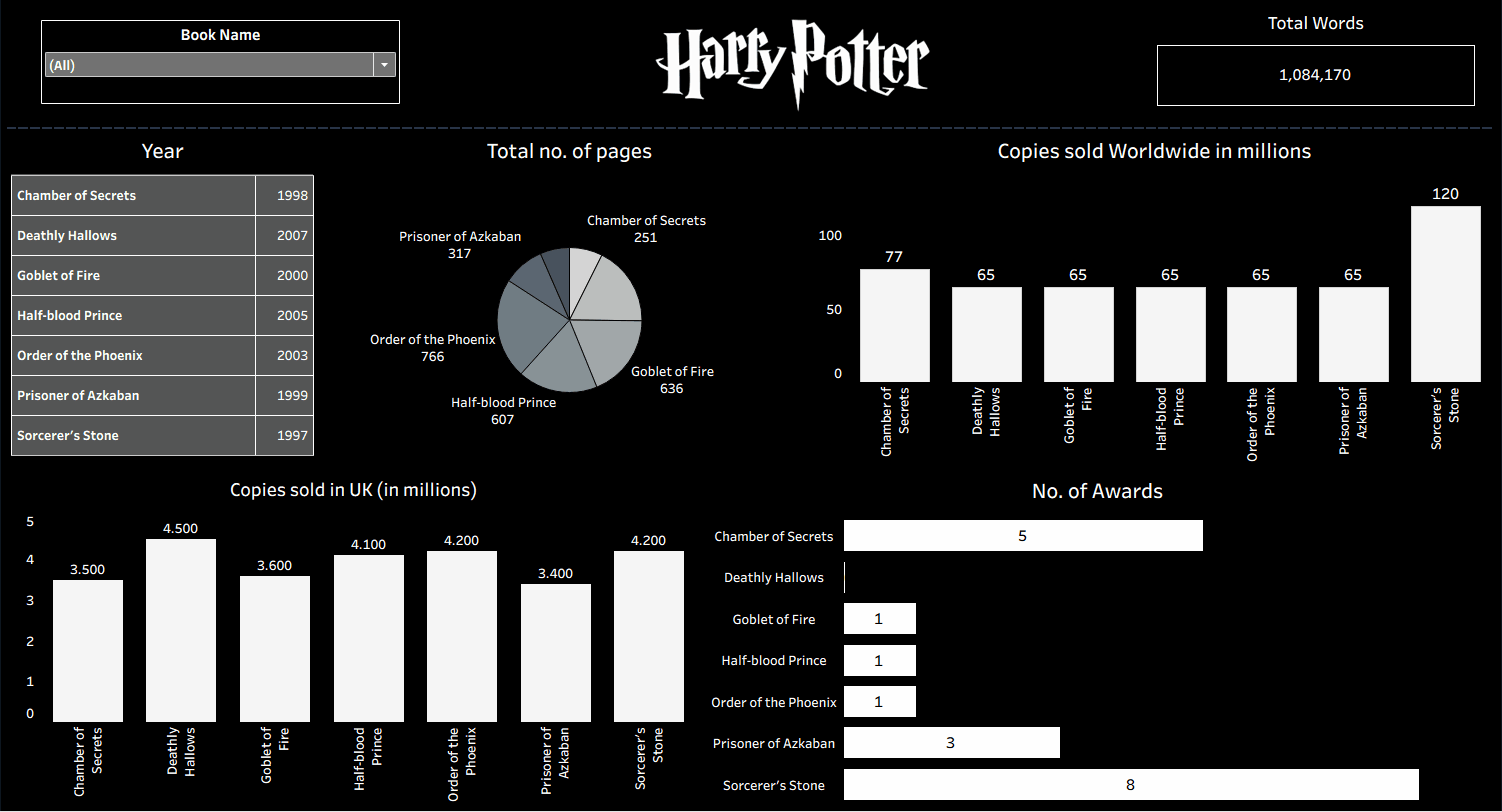 Book Name
(All)
Harry Potter
Total Words
1,084,170
Year
Chamber of Secrets 1998
Deathly Hallows 2007
Goblet of Fire 2000
Half-blood Prince 2005
Order of the Phoenix 2003
Prisoner of Azkaban 1999
Sorcerer’s Stone 1997
Total no. of pages
Chamber of Secrets
251
Prisoner of Azkaban
317
Order of the Phoenix
766
Goblet of Fire
636
Half-blood Prince
607
Copies sold Worldwide in millions
100
50
0
77
65
65
65
65
65
120
Chamber of
Secrets
Deathly
Hallows
Goblet of
Fire
Half-blood
Prince
Order of the
Phoenix
Prisoner of
Azkaban
Sorcerer’s
Stone
Copies sold in UK (in millions)
5
4
3
2
1
0
3.500
4.500
3.600
4.100
4.200
3.400
4.200
Chamber of
Secrets
Deathly
Hallows
Goblet of
Fire
Half-blood
Prince
Order of the
Phoenix
Prisoner of
Azkaban
Sorcerer’s
Stone
No. of Awards
Chamber of Secrets 5
Deathly Hallows
Goblet of Fire 1
Half-blood Prince 1
Order of the Phoenix 1
Prisoner of Azkaban 3
Sorcerer’s Stone 8